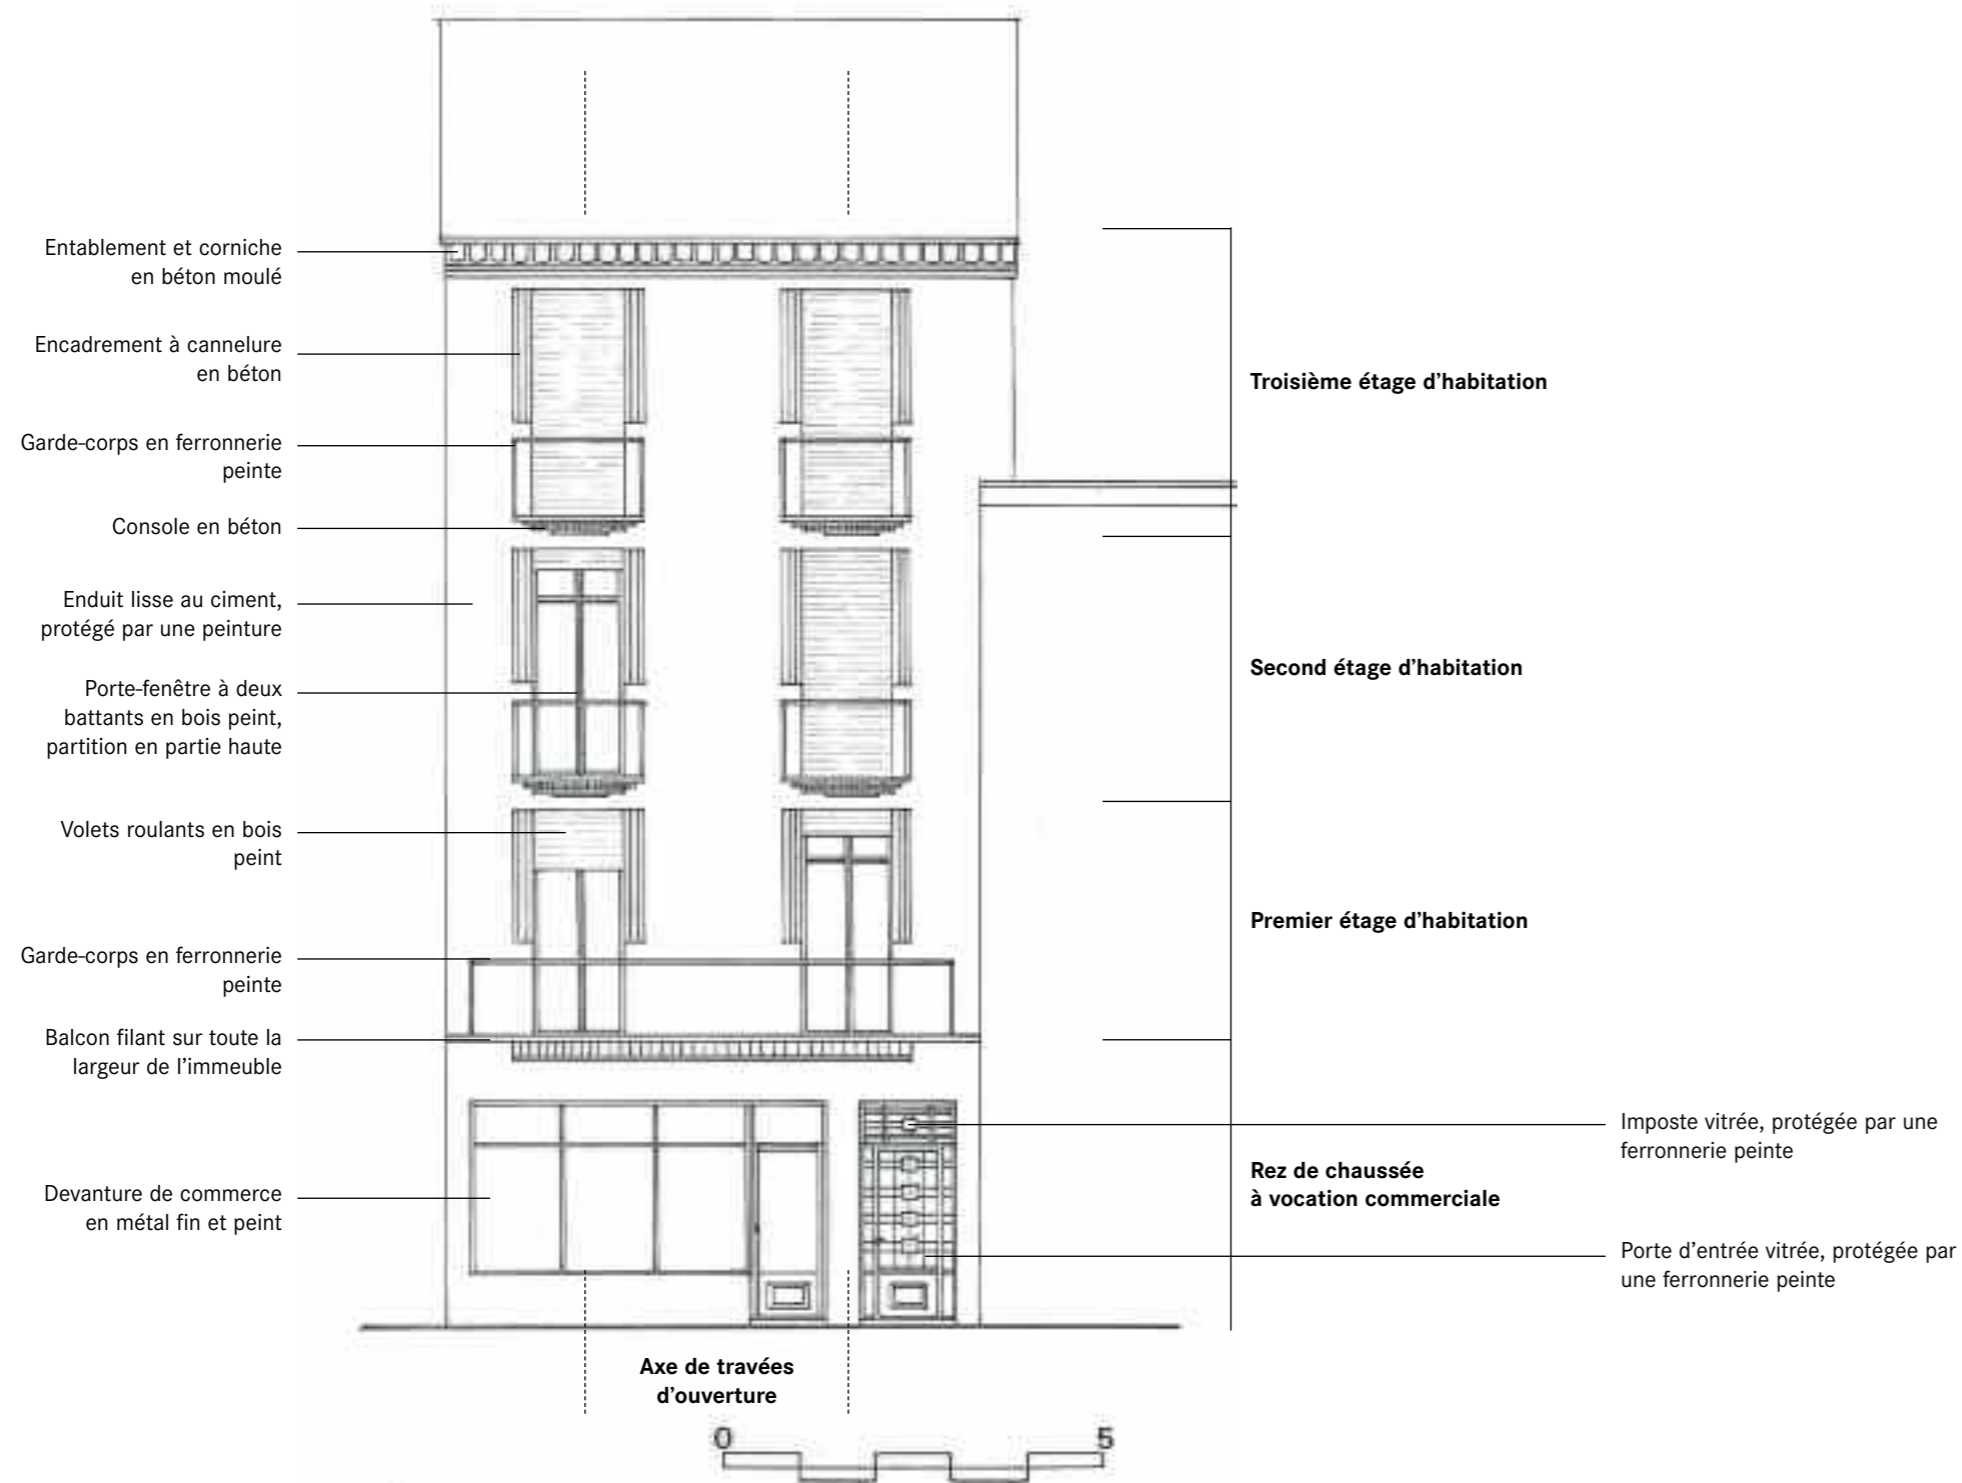 Entablement et corniche
en béton moulé
Encadrement à cannelure
en béton
Garde-corps en ferronnerie
peinte
Console en béton
Enduit lisse au ciment,
protégé par une peinture
Porte-fenêtre à deux
battants en bois peint,
partition en partie haute
Volets roulants en bois
peint
Garde-corps en ferronnerie
peinte
Balcon filant sur toute la
largeur de l'immeuble
Devanture de commerce
en métal fin et peint
Troisième étage d'habitation
Second étage d'habitation
Premier étage d'habitation
Rez de chaussée
à vocation commerciale
Imposte vitrée, protégée par une
ferronnerie peinte
Porte d'entrée vitrée, protégée par
une ferronnerie peinte
Axe de travées
d'ouverture
0 5